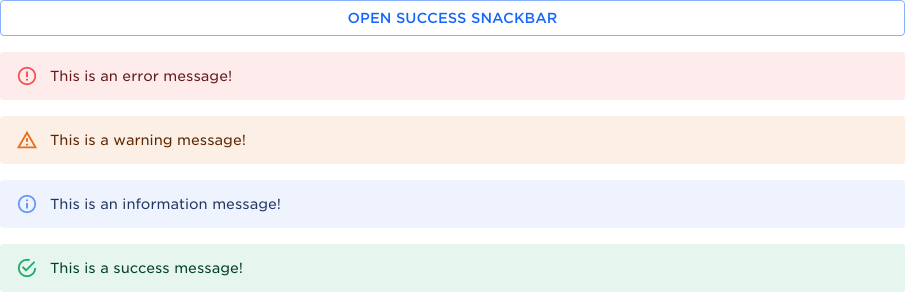 OPEN SUCCESS SNACKBAR
This is an error message!
This is a warning message!
This is an information message!
This is a success message!